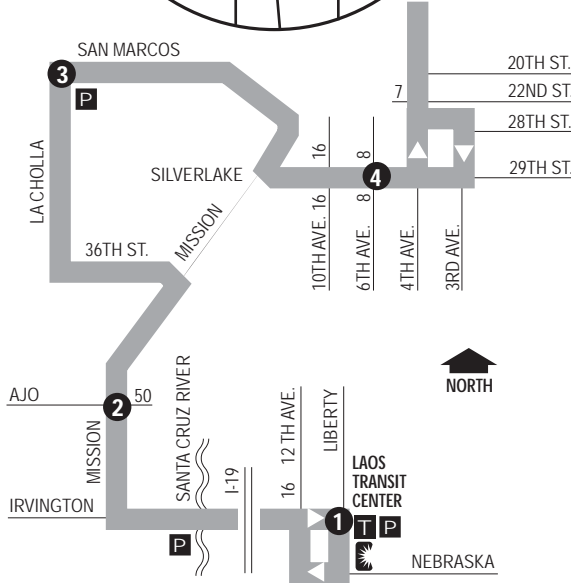 SAN MARCOS
3
P
20TH ST.
7
22ND ST.
28TH ST.
29TH ST.
LA CHOLLA
SILVERLAKE
16
8
4
MISSION
36TH ST.
10TH AVE. 16
6TH AVE. 8
4TH AVE.
3RD AVE.
NORTH
AJO
50
2
MISSION
SANTA CRUZ RIVER
I-19
16 12 TH AVE.
LIBERTY
LAOS
TRANSIT
CENTER
IRVINGTON
1
T P
P
NEBRASKA